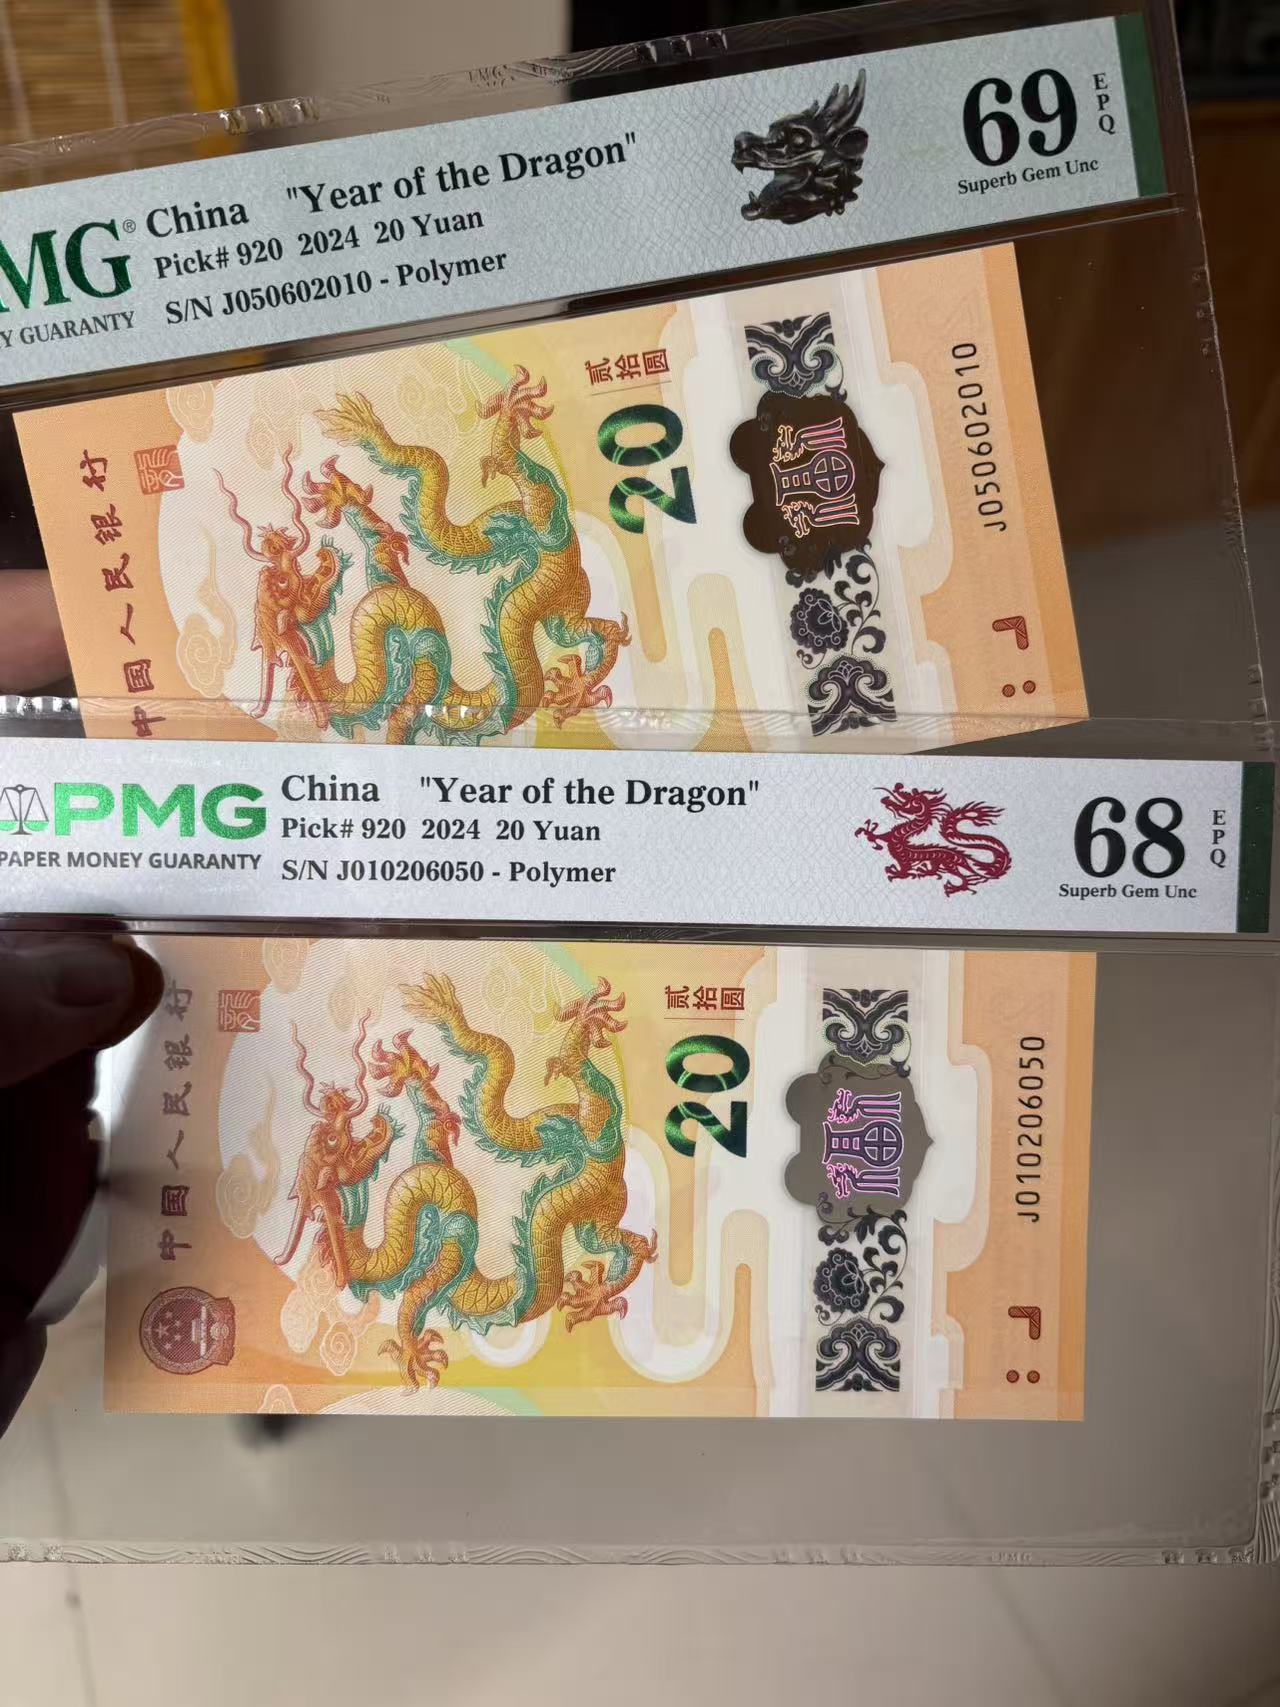 MG® China "Year of the Dragon"
Pick# 920 2024 20 Yuan
S/N J050602010 - Polymer
Y GUARANTY
69
EPQ
Superb Gem Unc
中国人民银行
贰拾圆
20
J050602010
PMG China "Year of the Dragon"
Pick# 920 2024 20 Yuan
PAPER MONEY GUARANTY
S/N J010206050 - Polymer
68
EPQ
Superb Gem Unc
中国人民银行
贰拾圆
20
J010206050
PMG